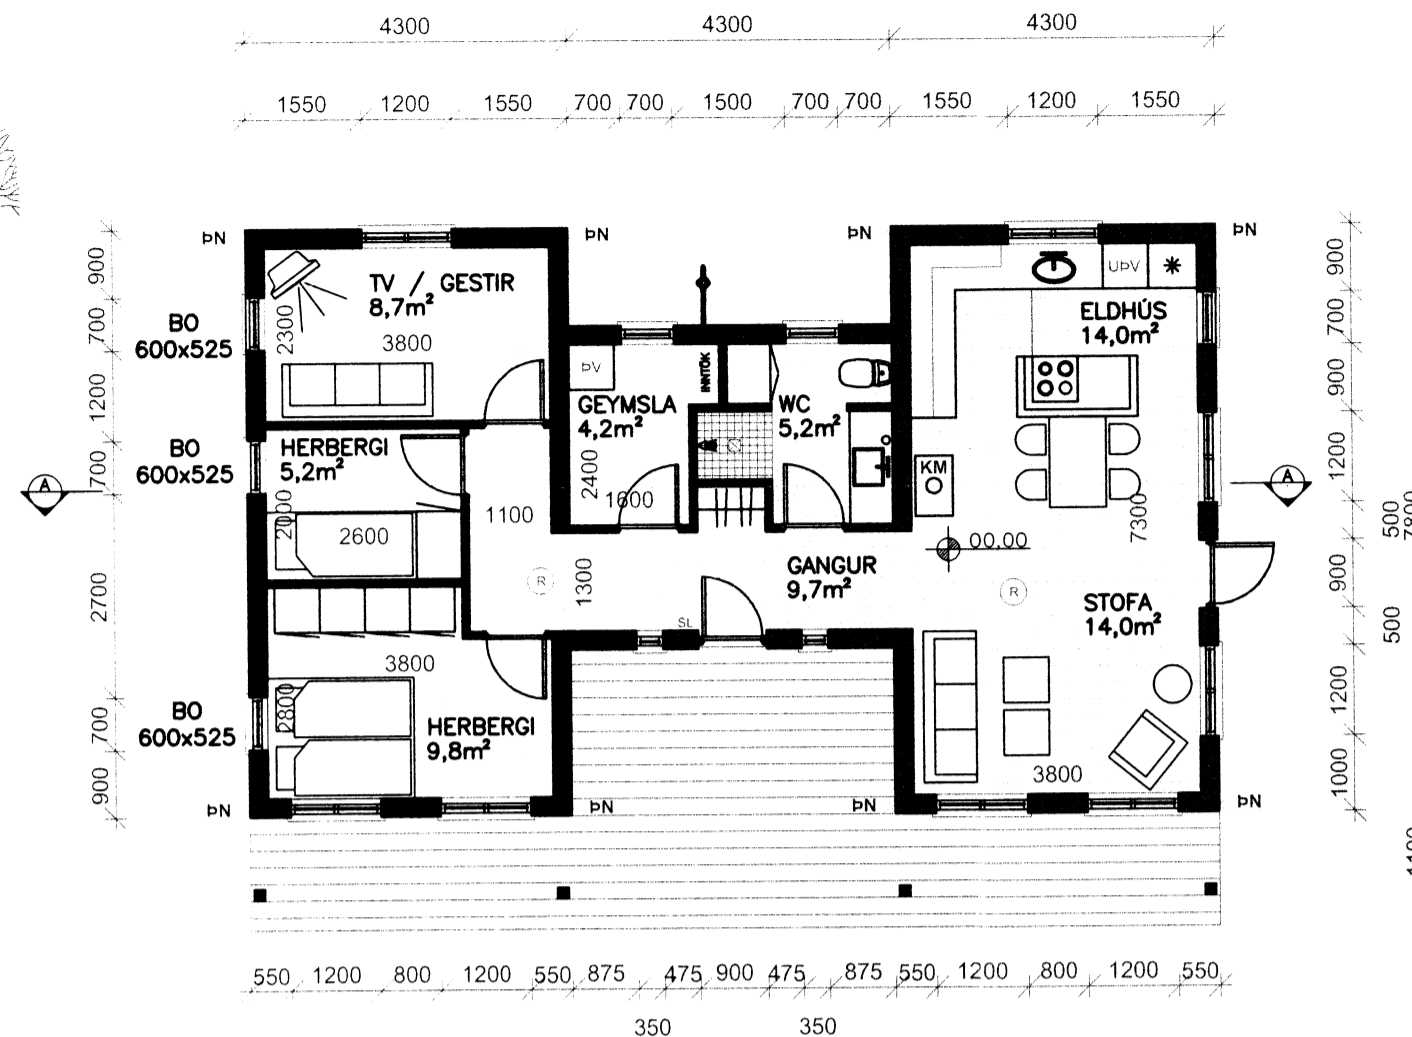 4300 4300 4300
1550 1200 1550 700 700 1500 700 700 1550 1200 1550
ÞN ÞN ÞN ÞN
900 700 1200 700 2700 700 900
BO
600x525
BO
600x525
BO
600x525
TV / GESTIR
8,7m²
2300
3800
HERBERGI
5,2m²
2000
2600
1100
HERBERGI
9,8m²
3800
2800
ÞV
INNTÖK
GEYMSLA
4,2m²
2400
1600
WC
5,2m²
GANGUR
9,7m²
1300
R
SL
UÞV
ELDHÚS
14,0m²
KM
00,00
7300
R
STOFA
14,0m²
3800
A
A
900 700 900 1200 500 900 500 1200 1000
7800
1100
ÞN ÞN ÞN ÞN
550 1200 800 1200 550 875 475 900 475 875 550 1200 800 1200 550
350 350